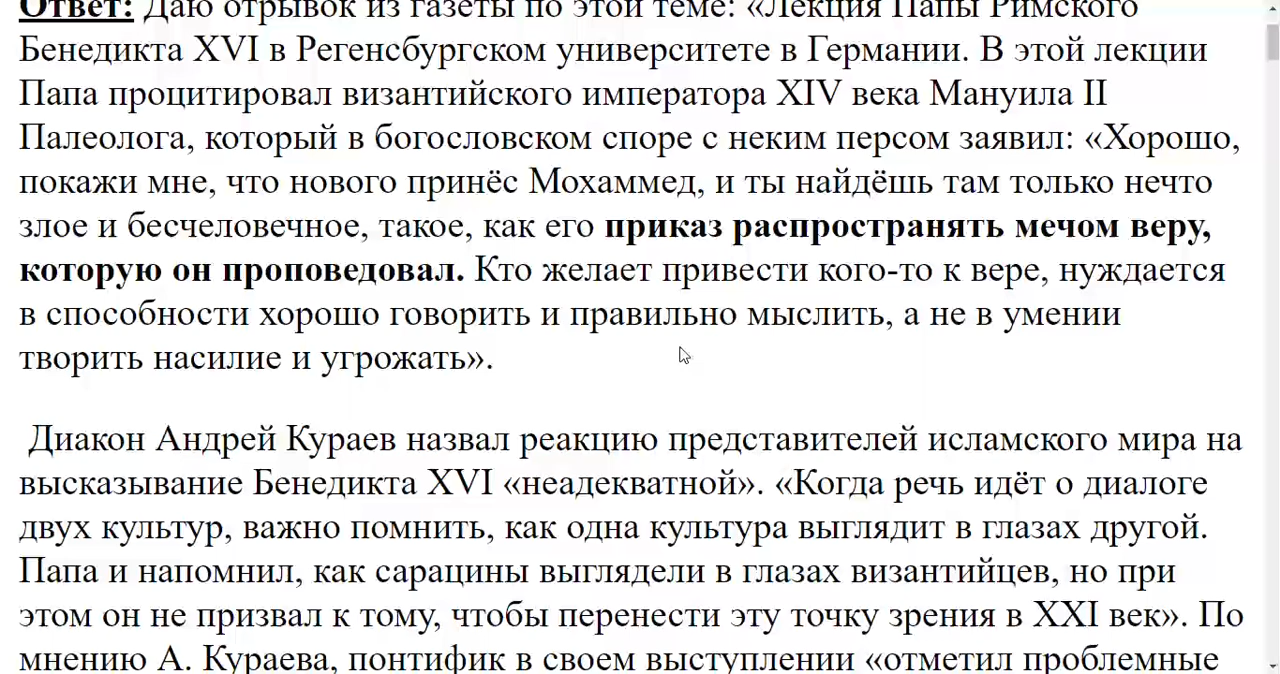 Ответ: Даю отрывок из газеты по этой теме: «Лекция Папы Римского
Бенедикта XVI в Регенсбургском университете в Германии. В этой лекции
Папа процитировал византийского императора XIV века Мануила II
Палеолога, который в богословском споре с неким персом заявил: «Хорошо,
покажи мне, что нового принёс Мохаммед, и ты найдёшь там только нечто
злое и бесчеловечное, такое, как его приказ распространять мечом веру,
которую он проповедовал. Кто желает привести кого-то к вере, нуждается
в способности хорошо говорить и правильно мыслить, а не в умении
творить насилие и угрожать».
Диакон Андрей Кураев назвал реакцию представителей исламского мира на
высказывание Бенедикта XVI «неадекватной». «Когда речь идёт о диалоге
двух культур, важно помнить, как одна культура выглядит в глазах другой.
Папа и напомнил, как сарацины выглядели в глазах византийцев, но при
этом он не призвал к тому, чтобы перенести эту точку зрения в XXI век». По
мнению А. Кураева, понтифик в своем выступлении «отметил проблемные